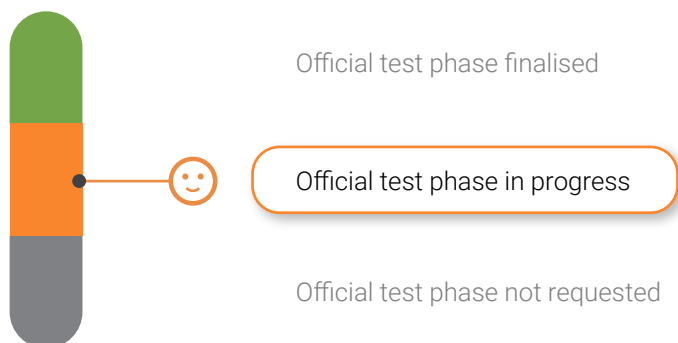 Official test phase finalised
Official test phase in progress
Official test phase not requested